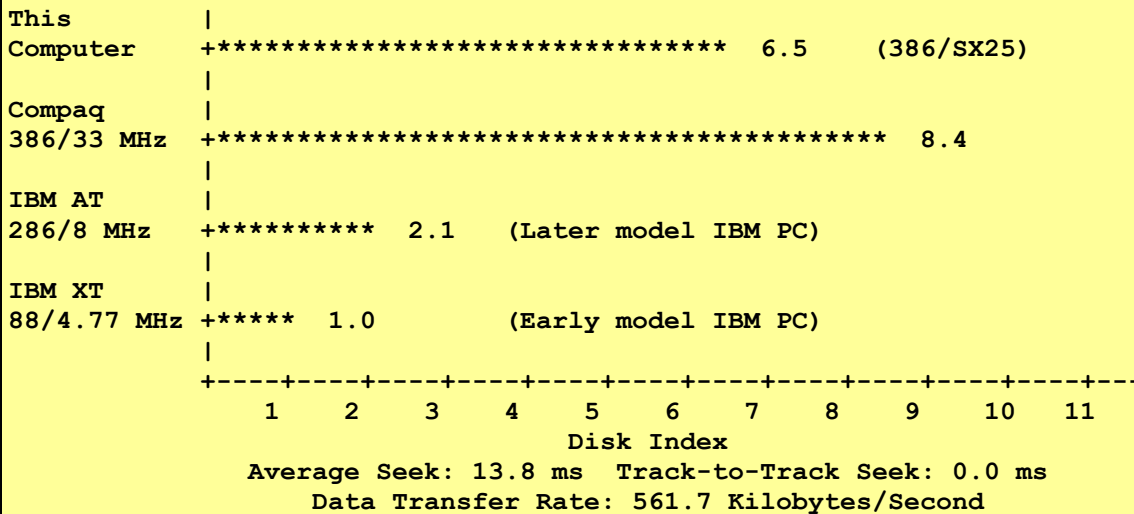 This          |
Computer    +******************************** 6.5    (386/SX25)
            |
Compaq      |
386/33 MHz  +****************************************** 8.4
            |
IBM AT      |
286/8 MHz   +********** 2.1   (Later model IBM PC)
            |
IBM XT      |
88/4.77 MHz +***** 1.0        (Early model IBM PC)
            |
            +----+----+----+----+----+----+----+----+----+----+----+---
1    2    3    4    5    6    7    8    9    10   11
Disk Index
Average Seek: 13.8 ms  Track-to-Track Seek: 0.0 ms
Data Transfer Rate: 561.7 Kilobytes/Second